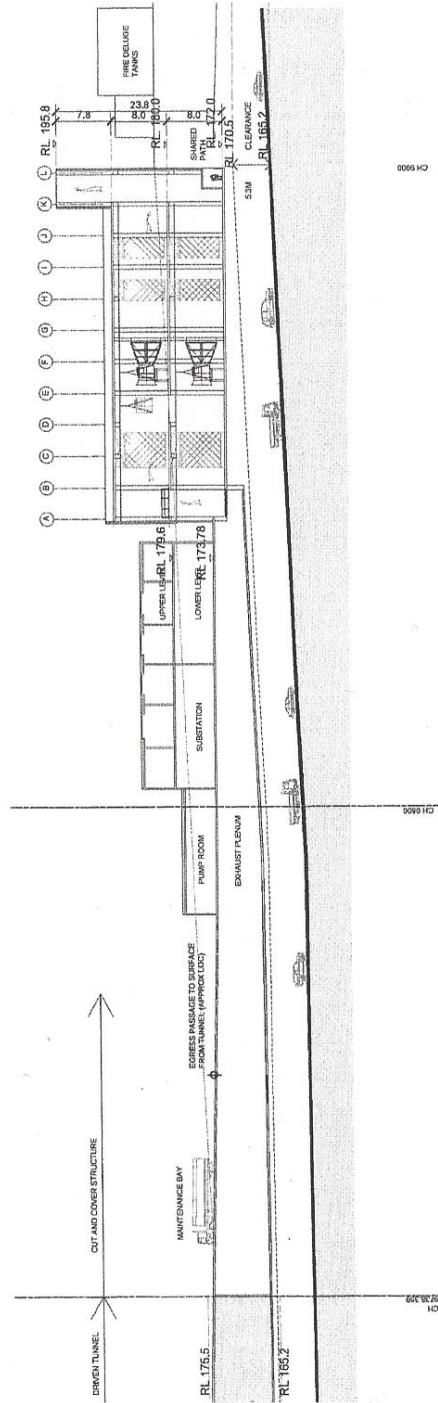 FIRE DELUGE
TANKS
RL 195.8
23.8
7.8
8.0
RL 180.0
8.0
SHARED
PATH
RL 172.0
RL 170.5
CLEARANCE
5.3M
RL 165.2
CH 9900
L
K
J
I
H
G
F
E
D
C
B
A
RL 179.6
UPPER LEVEL
RL 173.78
LOWER LEVEL
SUBSTATION
PUMP ROOM
EXHAUST PLENUM
CH 9800
EGRESS PASSAGE TO SURFACE
FROM TUNNEL (APPROX LOC)
CUT AND COVER STRUCTURE
MAINTENANCE BAY
DRIVEN TUNNEL
RL 175.5
RL 165.2
CH